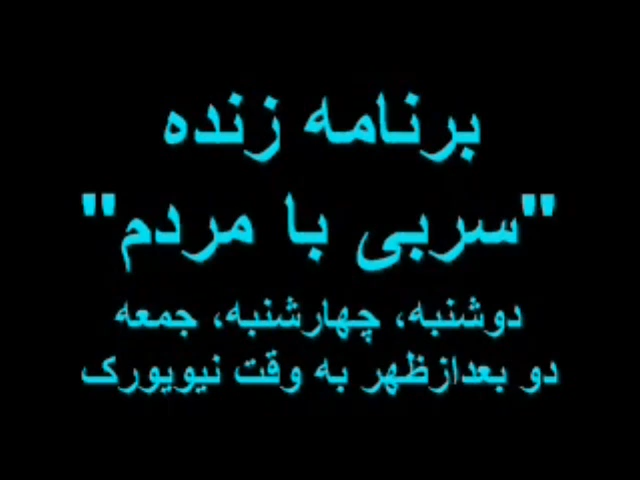 برنامه زنده
"سربی با مردم"
دوشنبه، چهارشنبه، جمعه
دو بعدازظهر به وقت نیویورک